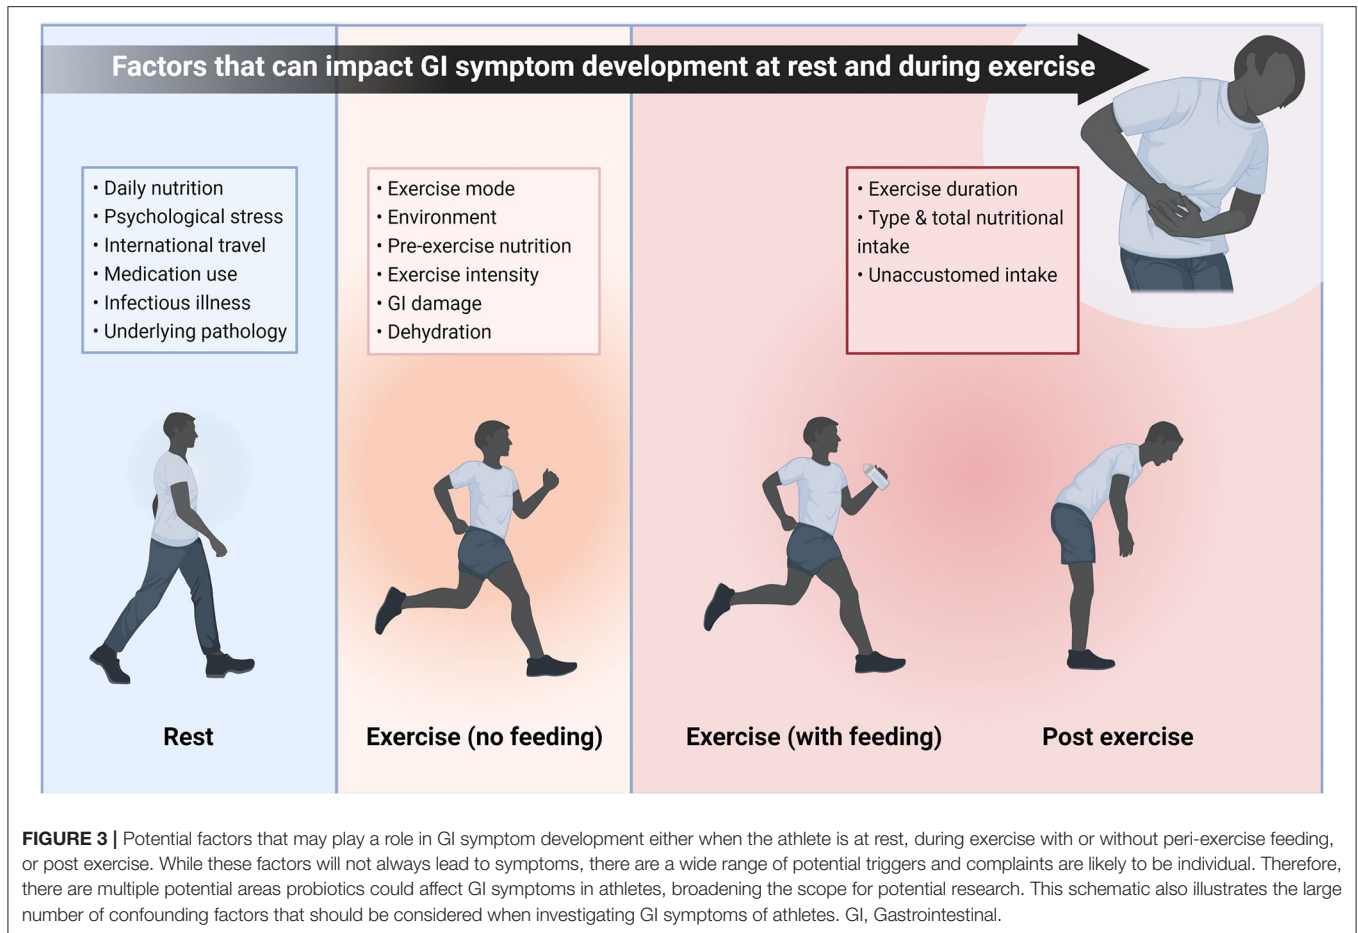 Factors that can impact GI symptom development at rest and during exercise
• Daily nutrition
• Psychological stress
• International travel
• Medication use
• Infectious illness
• Underlying pathology
• Exercise mode
• Environment
• Pre-exercise nutrition
• Exercise intensity
• GI damage
• Dehydration
• Exercise duration
• Type & total nutritional
intake
• Unaccustomed intake
Rest
Exercise (no feeding)
Exercise (with feeding)
Post exercise
FIGURE 3 | Potential factors that may play a role in GI symptom development either when the athlete is at rest, during exercise with or without peri-exercise feeding,
or post exercise. While these factors will not always lead to symptoms, there are a wide range of potential triggers and complaints are likely to be individual. Therefore,
there are multiple potential areas probiotics could affect GI symptoms in athletes, broadening the scope for potential research. This schematic also illustrates the large
number of confounding factors that should be considered when investigating GI symptoms of athletes. GI, Gastrointestinal.